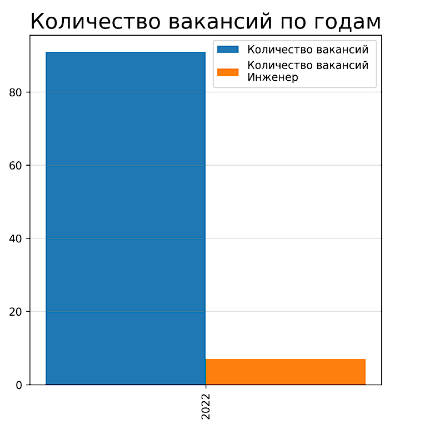 Количество вакансий по годам
Количество вакансий
Количество вакансий
Инженер
80
60
40
20
0
2022